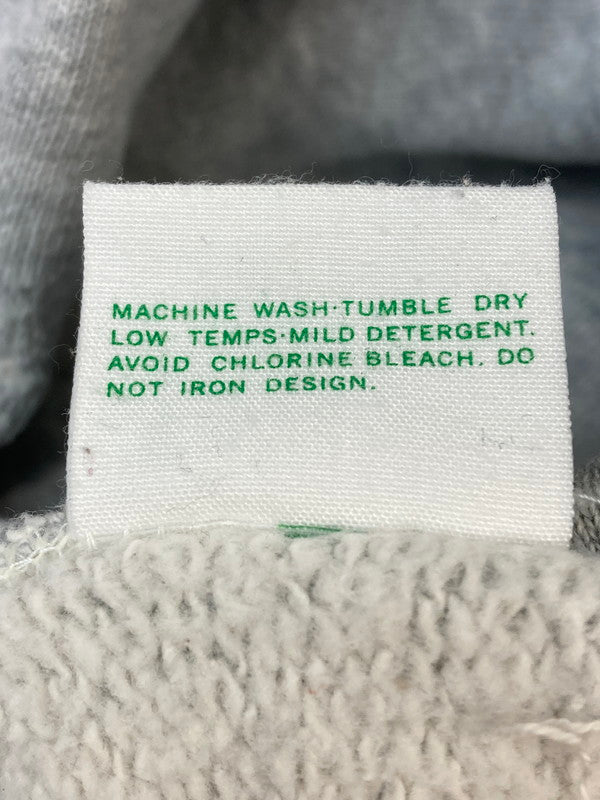 MACHINE WASH·TUMBLE DRY
LOW TEMPS·MILD DETERGENT.
AVOID CHLORINE BLEACH. DO
NOT IRON DESIGN.